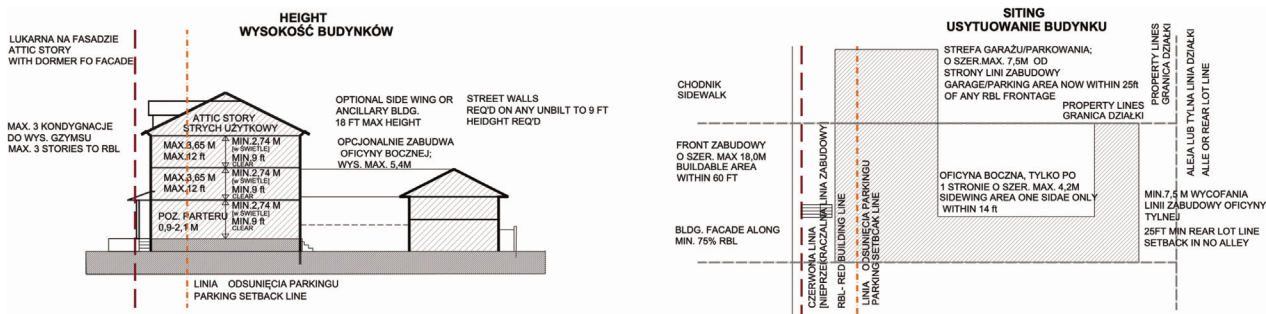 HEIGHT
WYSOKOŚĆ BUDYNKÓW
LUKARNA NA FASADZIE
ATTIC STORY
WITH DORMER FO FACADE
MAX. 3 KONDYGNACJE
DO WYS. GZYMSU
MAX. 3 STORIES TO RBL
ATTIC STORY
STRYCH UŻYTKOWY
MAX.3,65 M
MAX.12 ft
MIN.2,74 M
[w ŚWIETLE]
MIN.9 ft
CLEAR
MAX.3,65 M
MAX.12 ft
MIN.2,74 M
[w ŚWIETLE]
MIN.9 ft
CLEAR
POZ. PARTERU
0,9-2,1 M
MIN.2,74 M
[w ŚWIETLE]
MIN.9 ft
CLEAR
OPTIONAL SIDE WING OR
ANCILLARY BLDG.
18 FT MAX HEIGHT
OPCJONALNIE ZABUDWA
OFICYNY BOCZNEJ;
WYS. MAX. 5,4M
STREET WALLS
REQ'D ON ANY UNBILT TO 9 FT
HEIDGHT REQ'D
LINIA ODSUNIĘCIA PARKINGU
PARKING SETBACK LINE
SITING
USYTUOWANIE BUDYNKU
CHODNIK
SIDEWALK
FRONT ZABUDOWY
O SZER. MAX 18,0M
BUILDABLE AREA
WITHIN 60 FT
BLDG. FACADE ALONG
MIN. 75% RBL
CZERWONA LINIA
[NIEPRZEKRACZALNA LINIA ZABUDOWY]
RBL- RED BUILDING LINE
LINIA ODSUNIĘCIA PARKINGU
PARKING SETBCAK LINE
STREFA GARAŻU/PARKOWANIA;
O SZER.MAX. 7,5M OD
STRONY LINI ZABUDOWY
GARAGE/PARKING AREA NOW WITHIN 25ft
OF ANY RBL FRONTAGE
PROPERTY LINES
GRANICA DZIAŁKI
OFICYNA BOCZNA, TYLKO PO
1 STRONIE O SZER. MAX. 4,2M
SIDEWING AREA ONE SIDAE ONLY
WITHIN 14 ft
PROPERTY LINES
GRANICA DZIAŁKI
ALEJA LUB TYLNA LINIA DZIAŁKI
ALLE OR REAR LOT LINE
MIN.7,5 M WYCOFANIA
LINII ZABUDOWY OFICYNY
TYLNEJ
25FT MIN REAR LOT LINE
SETBACK IN NO ALLEY